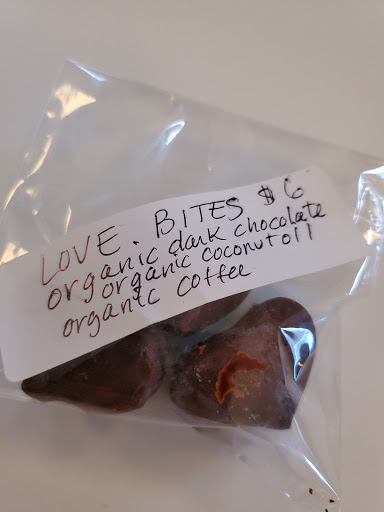 LOVE. BITES $6
organic dark chocolate
organic coconut oil
organic coffee